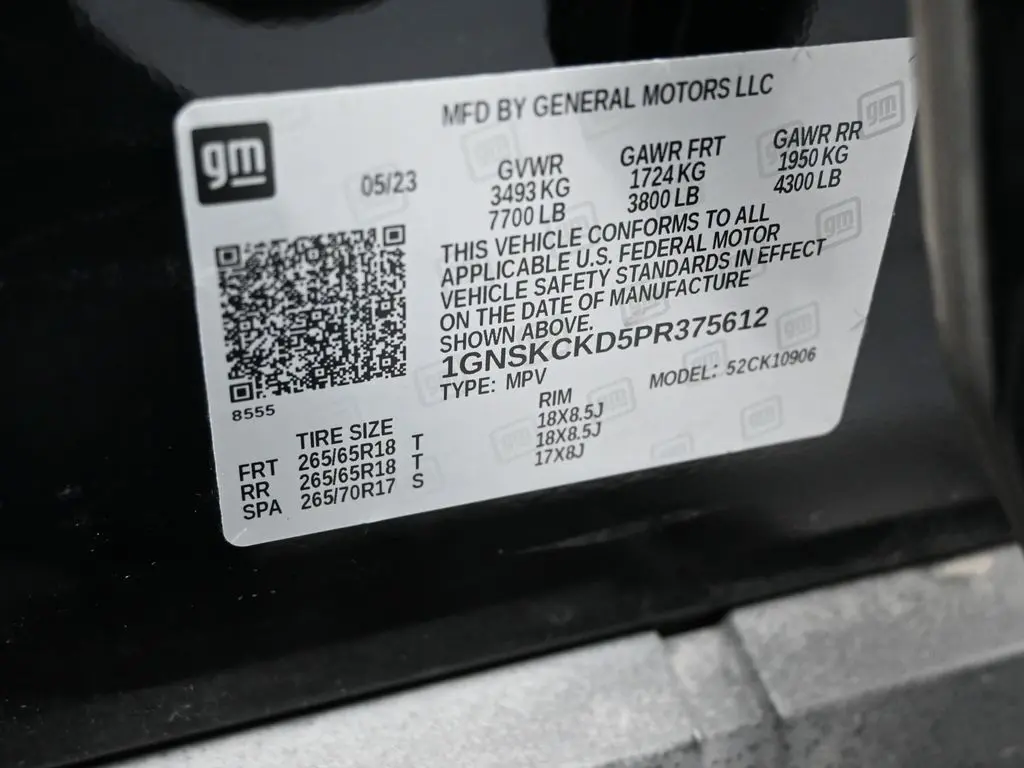 MFD BY GENERAL MOTORS LLC
gm
05/23
GVWR GAWR FRT GAWR RR
3493 KG 1724 KG 1950 KG
7700 LB 3800 LB 4300 LB
THIS VEHICLE CONFORMS TO ALL
APPLICABLE U.S. FEDERAL MOTOR
VEHICLE SAFETY STANDARDS IN EFFECT
ON THE DATE OF MANUFACTURE
SHOWN ABOVE.
1GNSKCKD5PR375612
TYPE: MPV MODEL: 52CK10906
8555
TIRE SIZE RIM
FRT 265/65R18 T 18X8.5J
RR 265/65R18 T 18X8.5J
SPA 265/70R17 S 17X8J